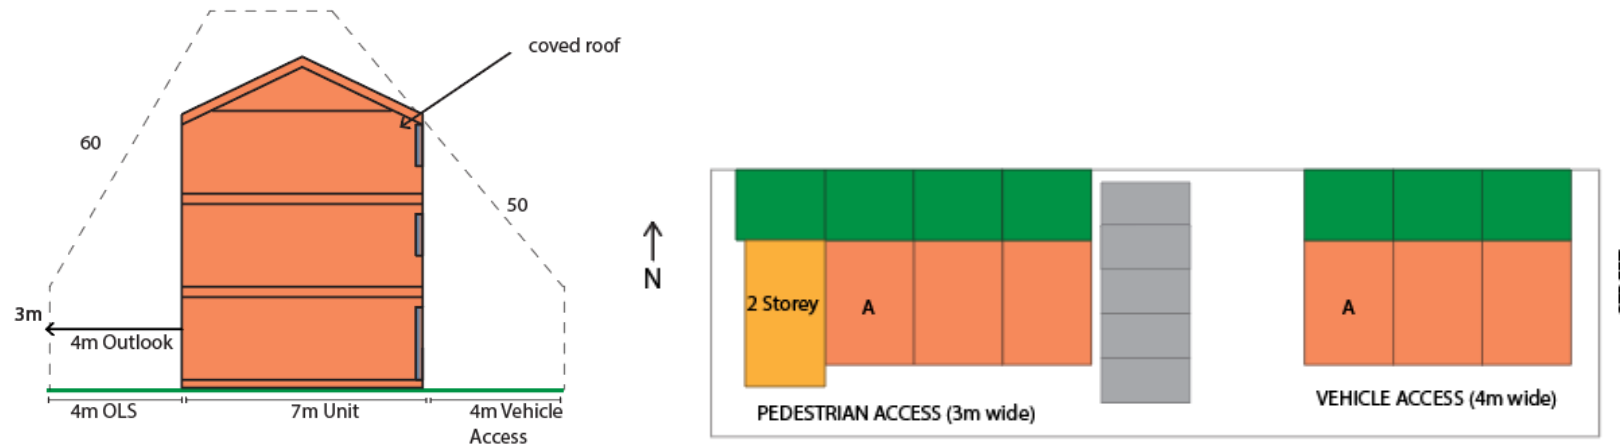 coved roof
60
50
3m
4m Outlook
4m OLS
7m Unit
4m Vehicle
Access
N
2 Storey
A
A
PEDESTRIAN ACCESS (3m wide)
VEHICLE ACCESS (4m wide)